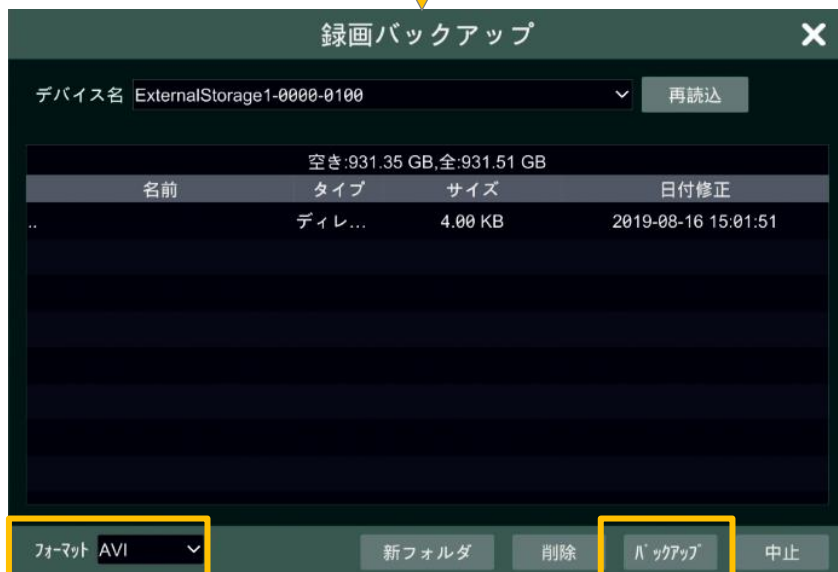 録画バックアップ
デバイス名 ExternalStorage1-0000-0100 再読込
空き:931.35 GB,全:931.51 GB
名前 タイプ サイズ 日付修正
.. ディレ... 4.00 KB 2019-08-16 15:01:51
ﾌｫｰﾏｯﾄ AVI 新フォルダ 削除 ﾊﾞｯｸｱｯﾌﾟ 中止